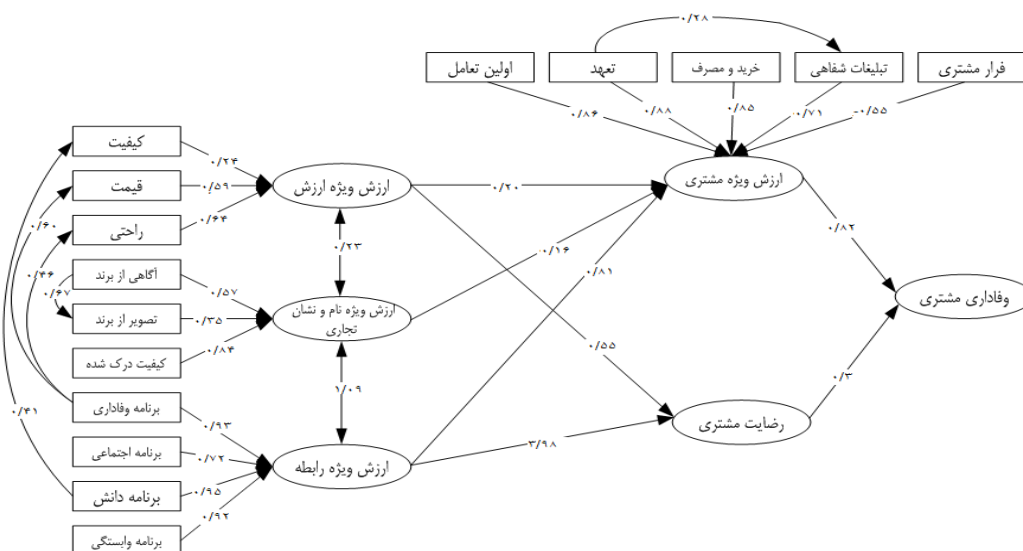 ۰/۲۸
اولین تعامل
تعهد
خرید و مصرف
تبلیغات شفاهی
فرار مشتری
۰/۸۶
۰/۸۸
۰/۸۵
۰/۷۱
-۰/۵۵
کیفیت
قیمت
راحتی
آگاهی از برند
تصویر از برند
کیفیت درک شده
برنامه وفاداری
برنامه اجتماعی
برنامه دانش
برنامه وابستگی
۰/۶۰
۰/۴۶
۰/۶۷
۰/۴۱
۰/۲۴
۰/۵۹
۰/۶۴
۰/۵۷
۰/۳۵
۰/۸۴
۰/۹۳
۰/۷۲
۰/۹۵
۰/۹۲
ارزش ویژه ارزش
۰/۲۳
ارزش ویژه نام و نشان
تجاری
۱/۰۹
ارزش ویژه رابطه
۰/۲۰
۰/۱۶
۰/۸۱
۰/۵۵
۳/۹۸
ارزش ویژه مشتری
رضایت مشتری
۰/۸۲
۰/۳
وفاداری مشتری